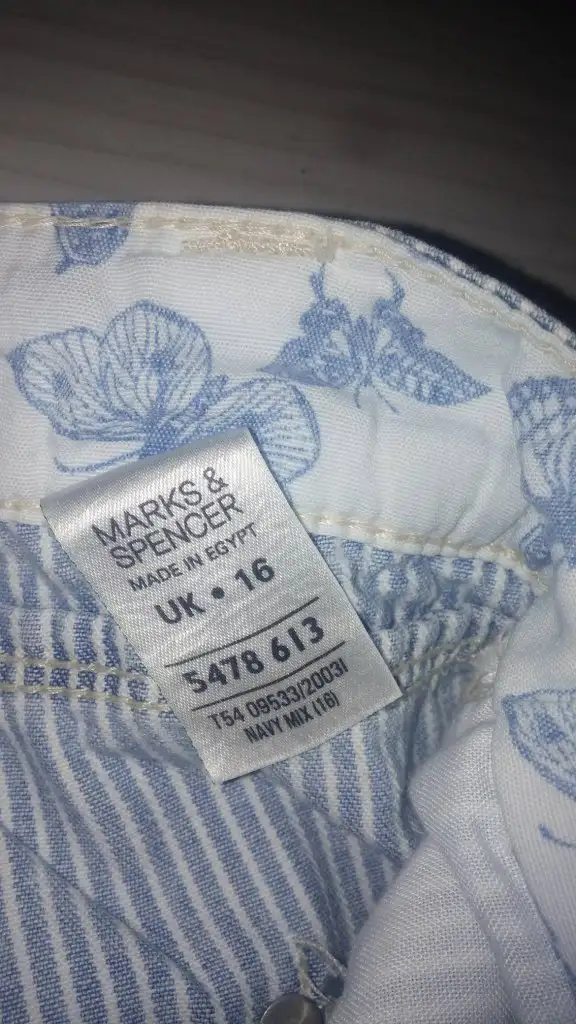 MARKS &
SPENCER
MADE IN EGYPT
UK • 16
5478 613
T54 09533/2003I
NAVY MIX (16)